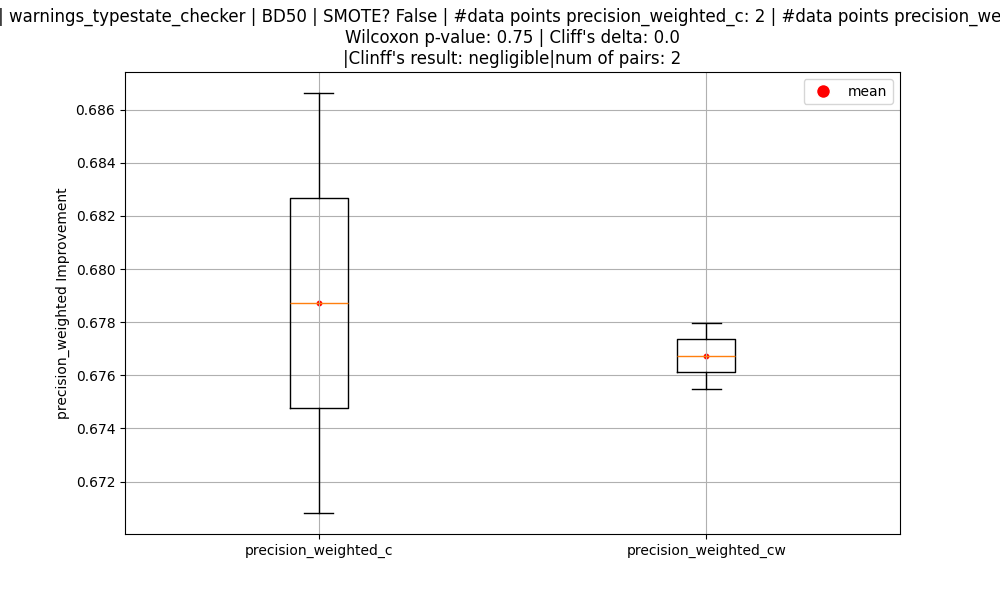 | warnings_typestate_checker | BD50 | SMOTE? False | #data points precision_weighted_c: 2 | #data points
Wilcoxon p-value: 0.75 | Cliff's delta: 0.0
|Clinff's result: negligible|num of pairs: 2
mean
0.686
0.684
0.682
0.680
0.678
0.676
0.674
0.672
precision_weighted Improvement
precision_weighted_c
precision_weighted_cw